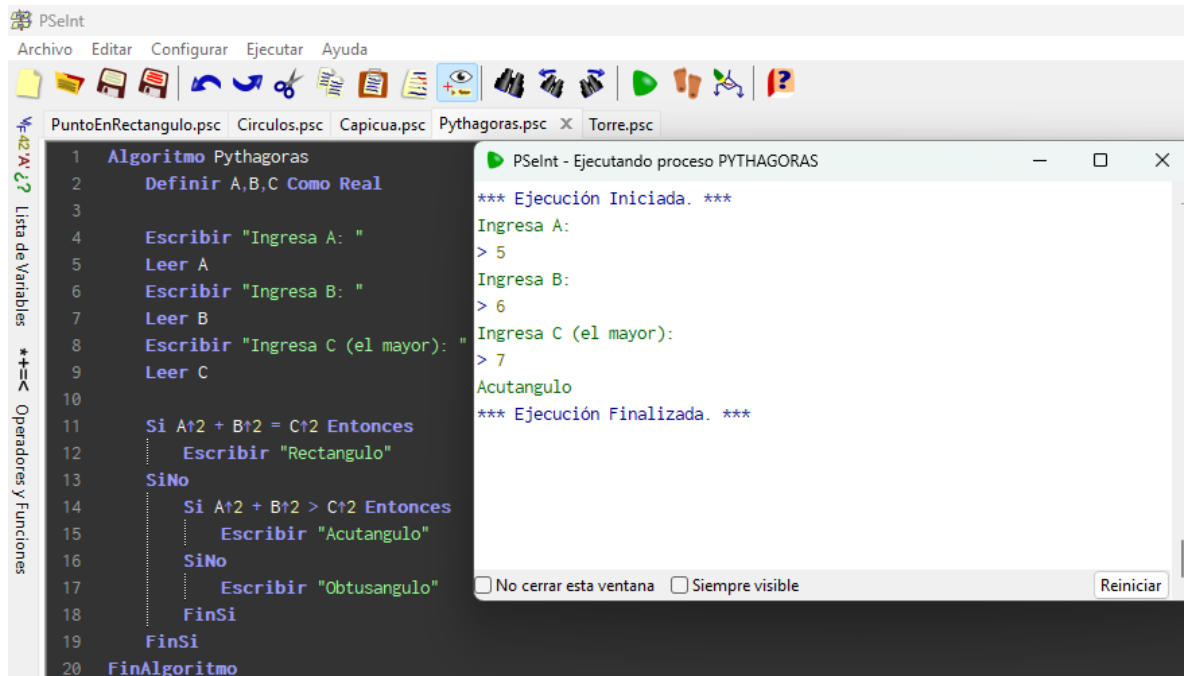 PSeInt
Archivo Editar Configurar Ejecutar Ayuda
PuntoEnRectangulo.psc Circulos.psc Capicua.psc Pythagoras.psc X Torre.psc
42 'A' ¿? Lista de Variables
*+=< Operadores y Funciones
1 Algoritmo Pythagoras
2 Definir A,B,C Como Real
3
4 Escribir "Ingresa A: "
5 Leer A
6 Escribir "Ingresa B: "
7 Leer B
8 Escribir "Ingresa C (el mayor): "
9 Leer C
10
11 Si A↑2 + B↑2 = C↑2 Entonces
12 Escribir "Rectangulo"
13 SiNo
14 Si A↑2 + B↑2 > C↑2 Entonces
15 Escribir "Acutangulo"
16 SiNo
17 Escribir "Obtusangulo"
18 FinSi
19 FinSi
20 FinAlgoritmo
PSeInt - Ejecutando proceso PYTHAGORAS
*** Ejecución Iniciada. ***
Ingresa A:
> 5
Ingresa B:
> 6
Ingresa C (el mayor):
> 7
Acutangulo
*** Ejecución Finalizada. ***
No cerrar esta ventana Siempre visible Reiniciar